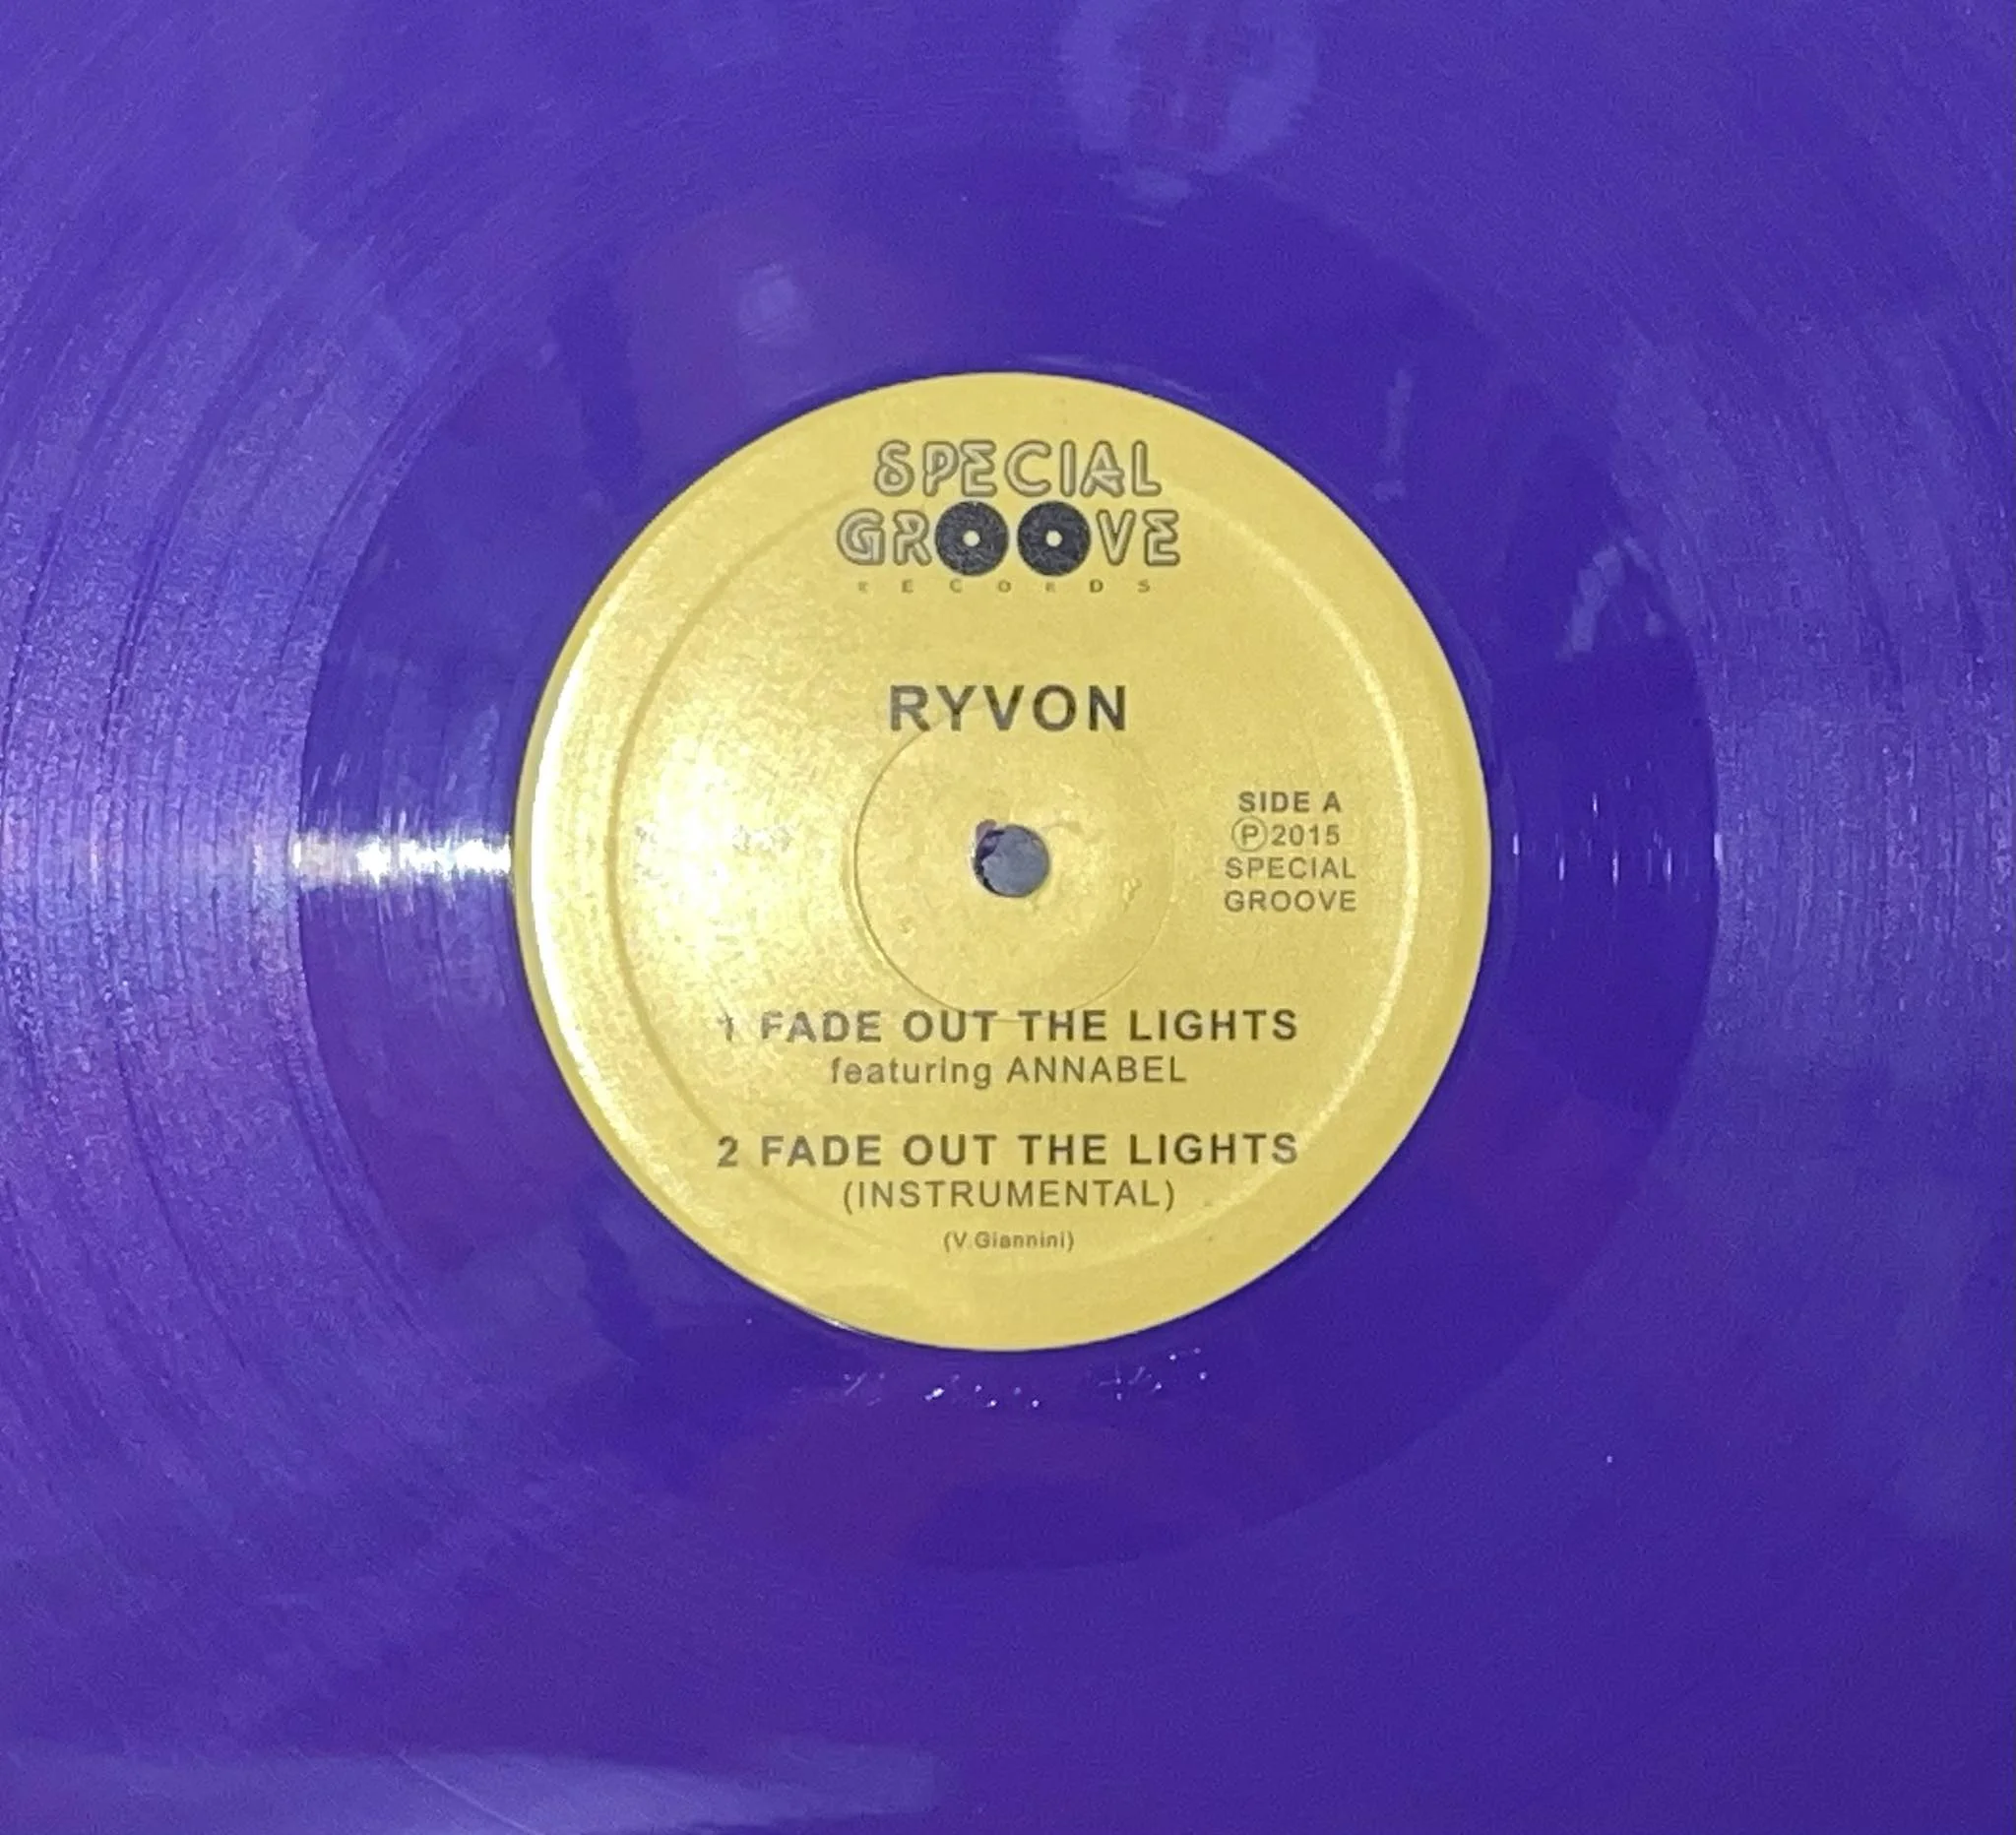 SPECIAL
GROOVE
RECORDS
RYVON
SIDE A
Ⓟ2015
SPECIAL
GROOVE
1 FADE OUT THE LIGHTS
featuring ANNABEL
2 FADE OUT THE LIGHTS
(INSTRUMENTAL)
(V.Giannini)